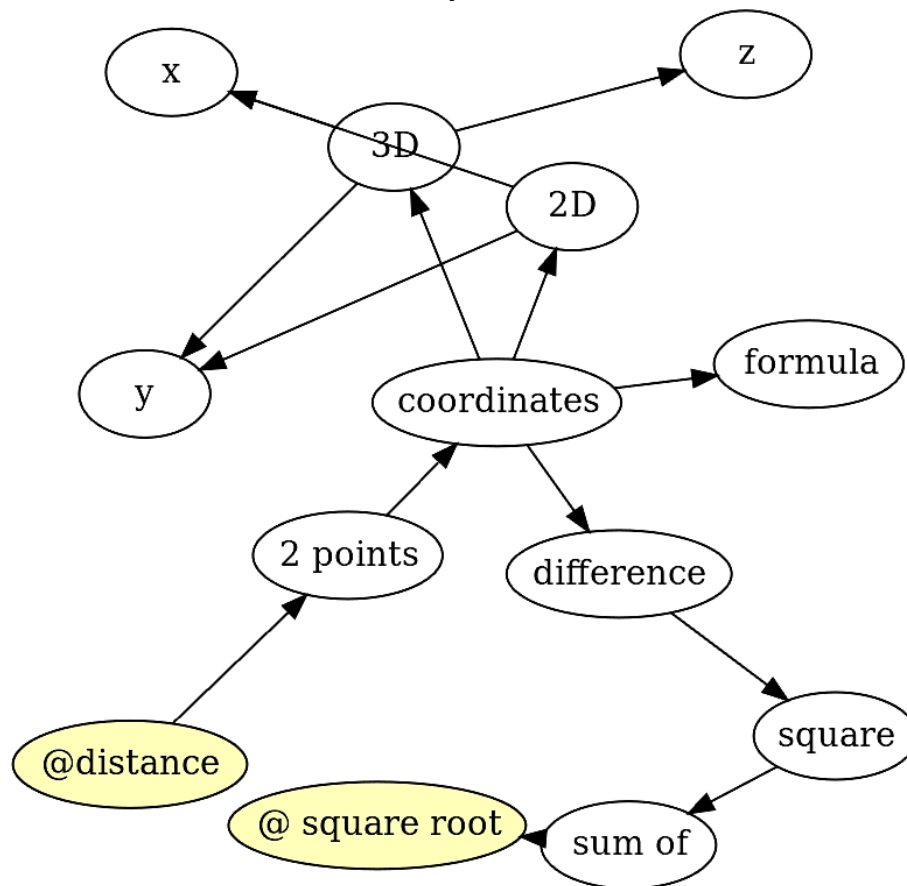 z
x
3D
2D
formula
y
coordinates
2 points
difference
square
@distance
@ square root
sum of